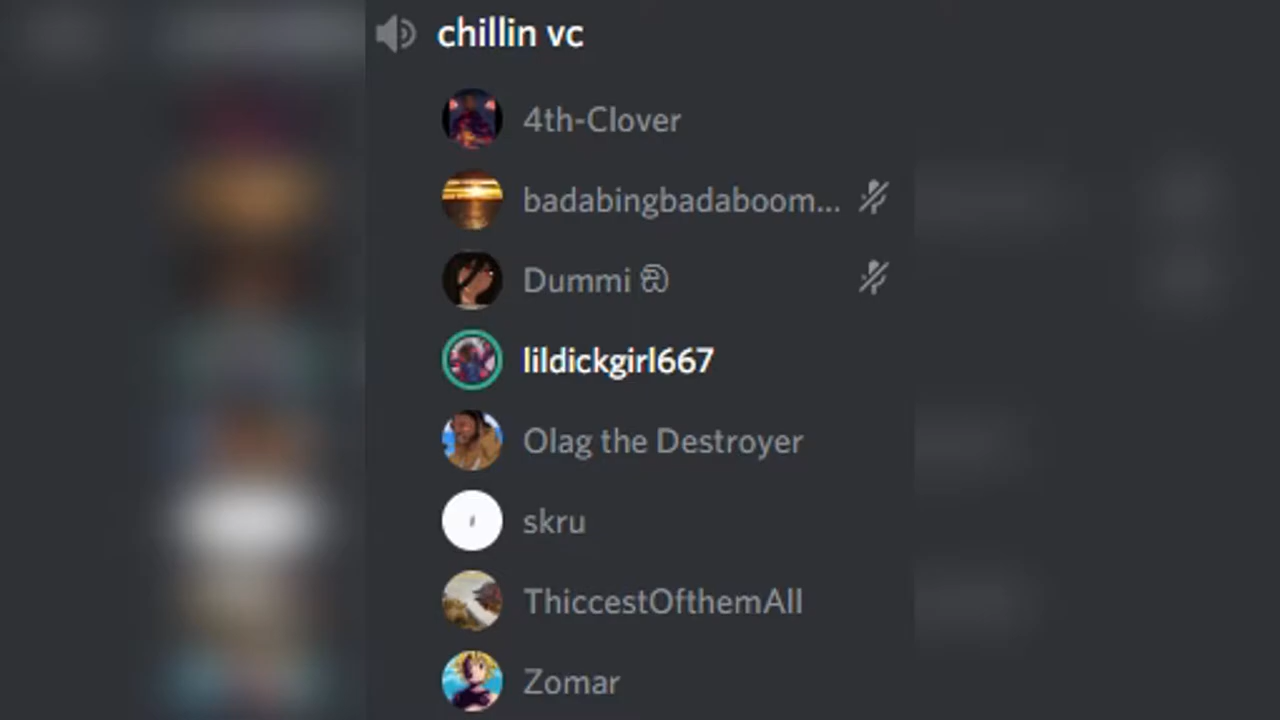 chillin vc
4th-Clover
badabingbadaboom...
Dummi ඞ
lildickgirl667
Olag the Destroyer
skru
ThiccestOfthemAll
Zomar